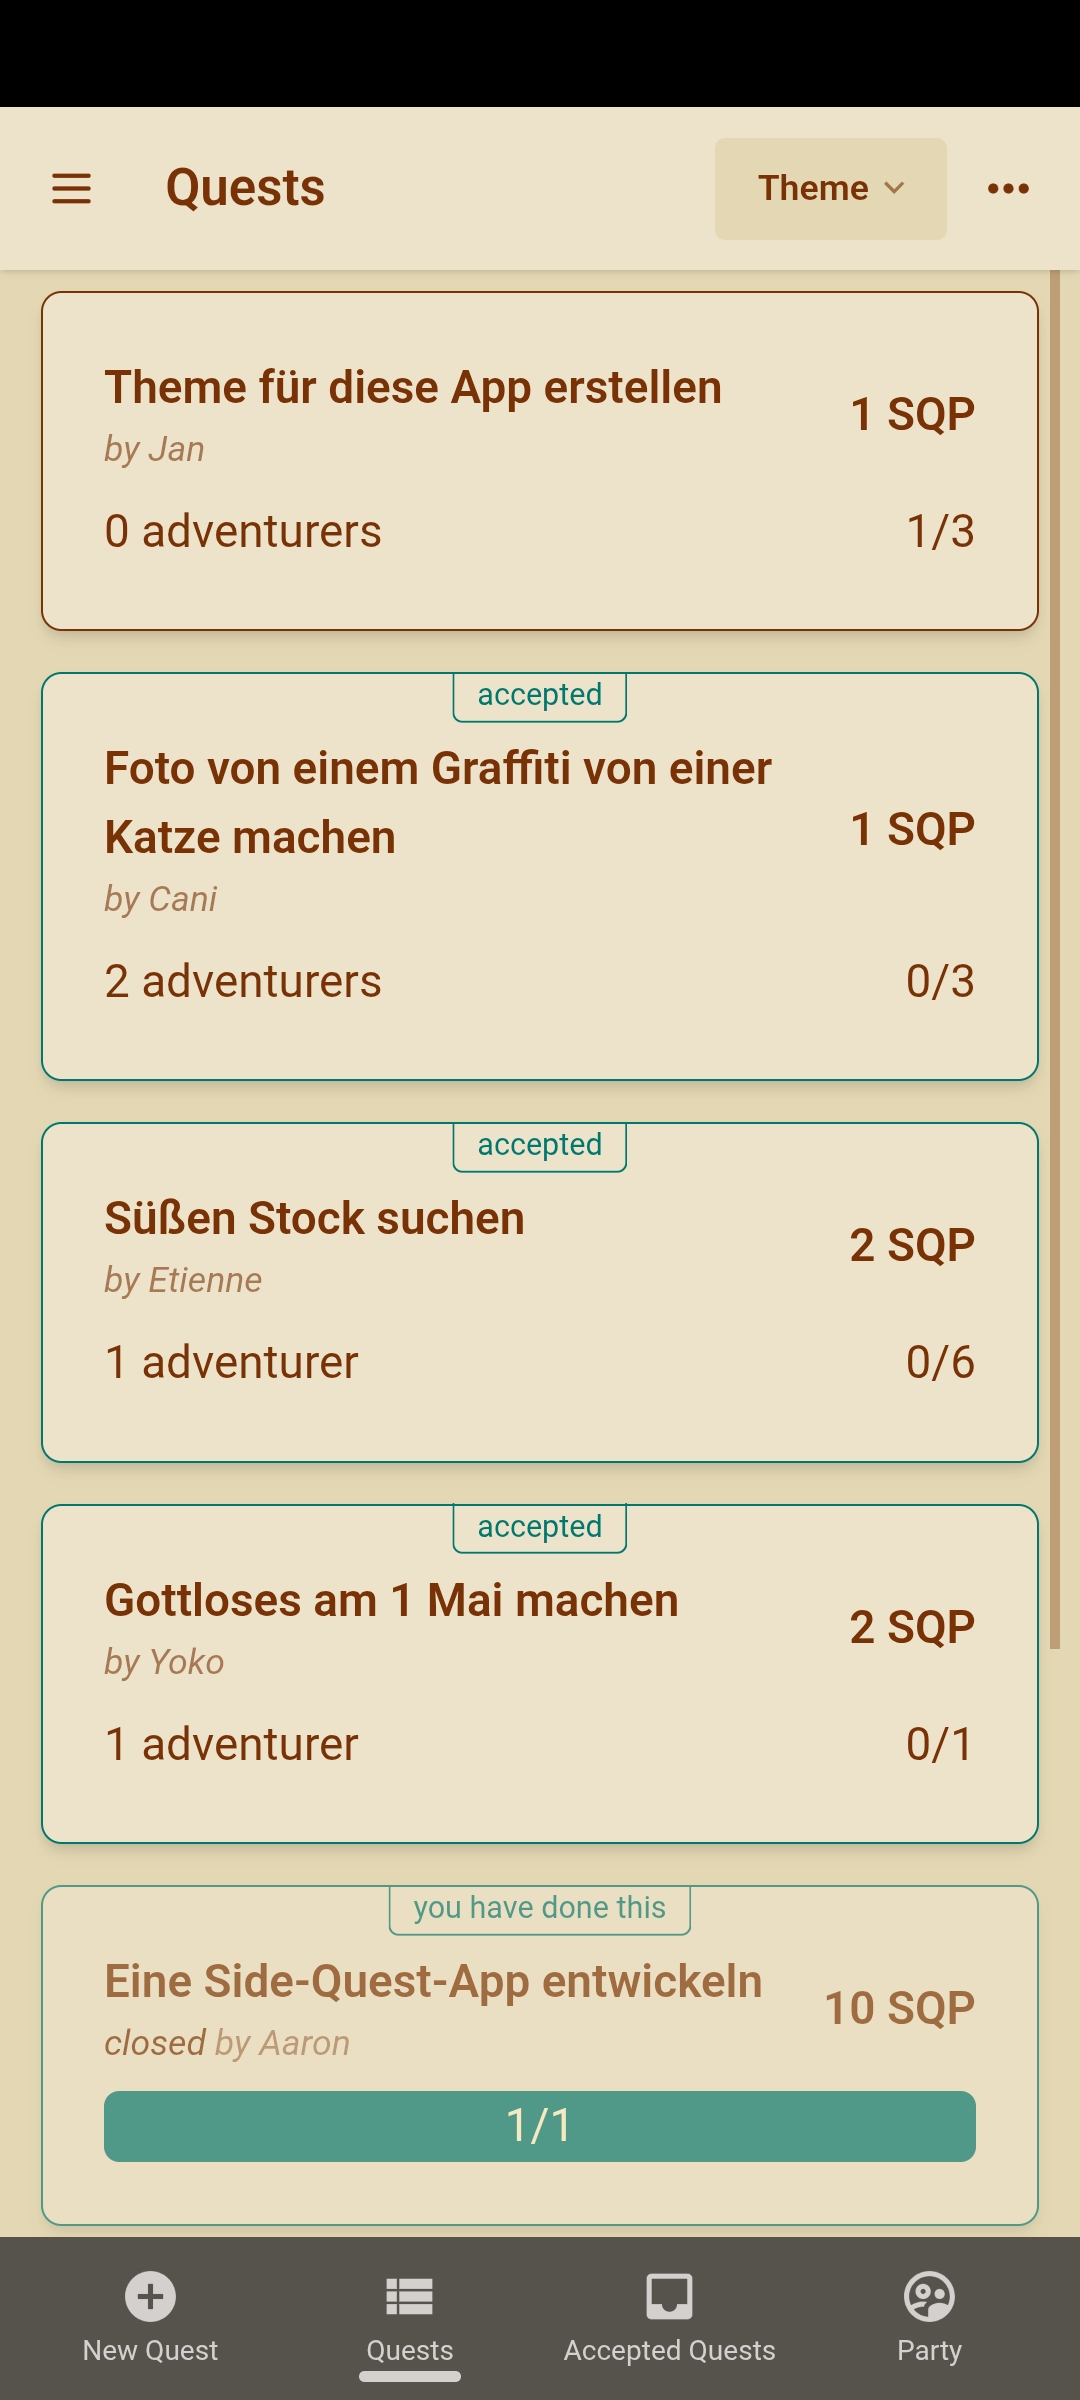 Quests
Theme
Theme für diese App erstellen
1 SQP
by Jan
0 adventurers
1/3
accepted
Foto von einem Graffiti von einer
Katze machen
1 SQP
by Cani
2 adventurers
0/3
accepted
Süßen Stock suchen
2 SQP
by Etienne
1 adventurer
0/6
accepted
Gottloses am 1 Mai machen
2 SQP
by Yoko
1 adventurer
0/1
you have done this
Eine Side-Quest-App entwickeln
10 SQP
closed by Aaron
1/1
New Quest
Quests
Accepted Quests
Party